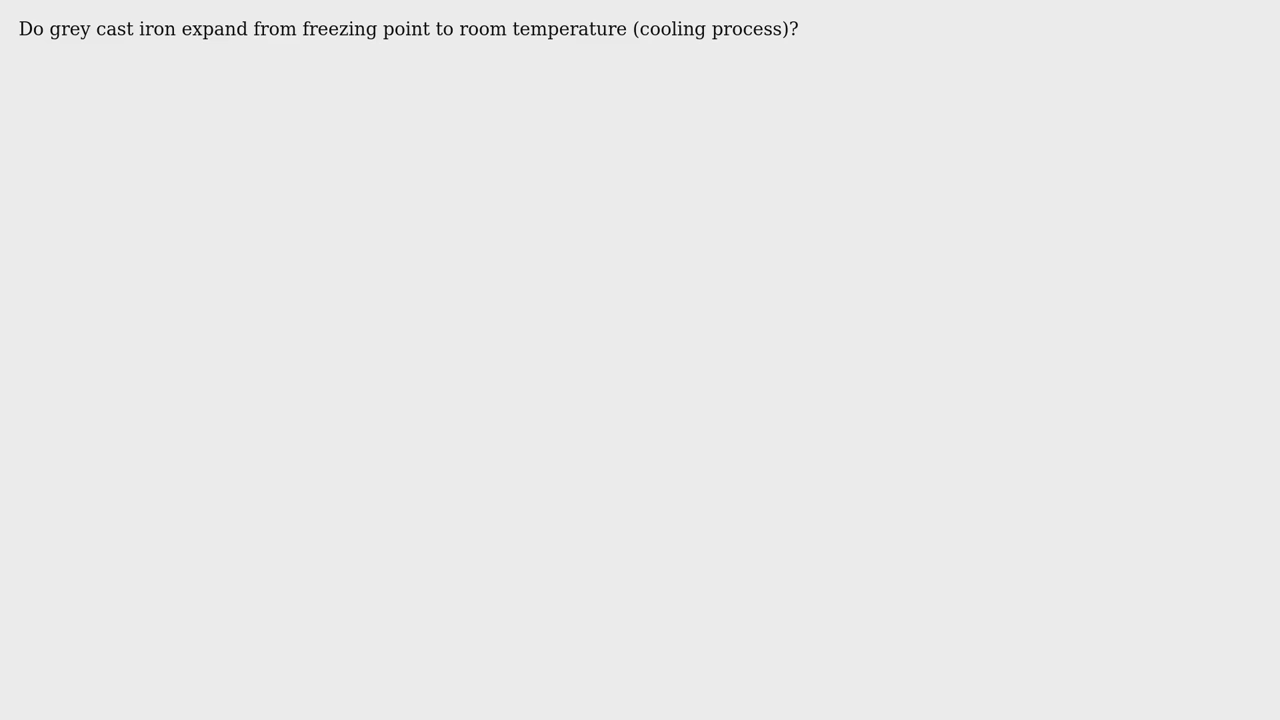 Do grey cast iron expand from freezing point to room temperature (cooling process)?